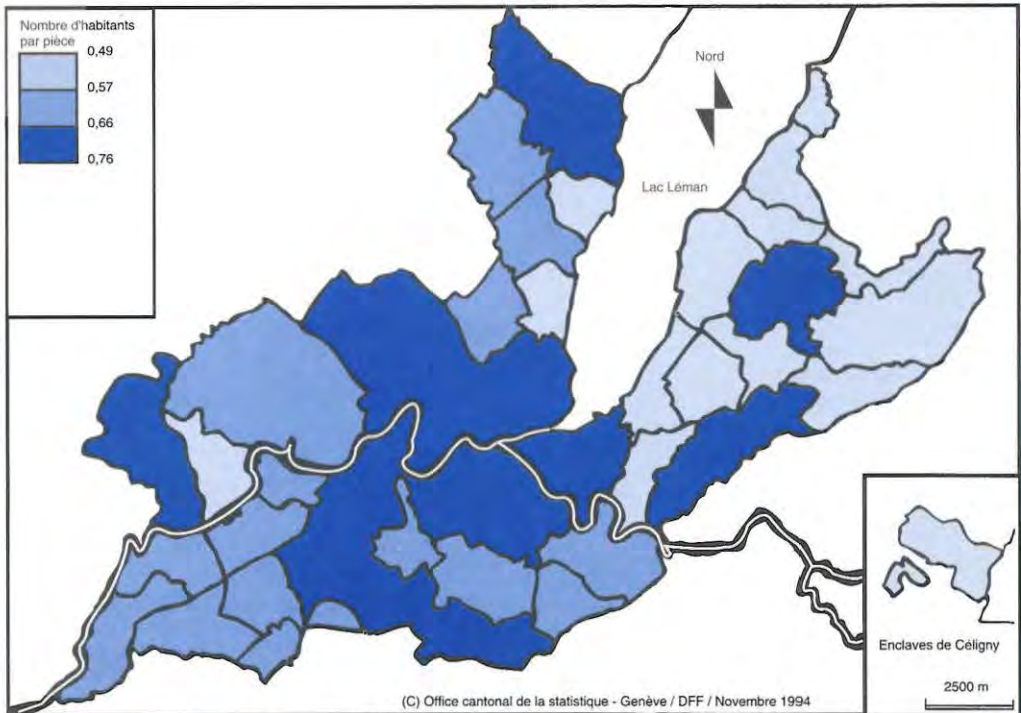 Nombre d'habitants
par pièce
0,49
0,57
0,66
0,76
Nord
Lac Léman
Enclaves de Céligny
2500 m
(C) Office cantonal de la statistique - Genève / DFF / Novembre 1994